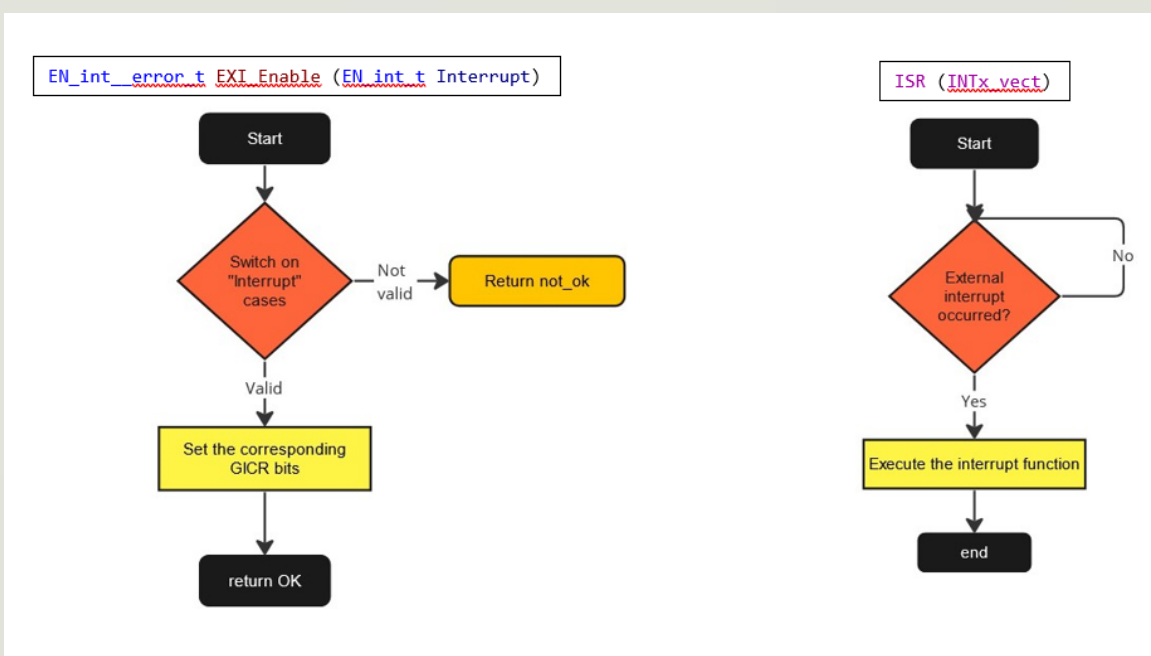 EN_int__error_t EXI_Enable (EN_int_t Interrupt)
Start
Switch on
"Interrupt"
cases
Not
valid
Return not_ok
Valid
Set the corresponding
GICR bits
return OK
ISR (INTx_vect)
Start
External
interrupt
occurred?
No
Yes
Execute the interrupt function
end